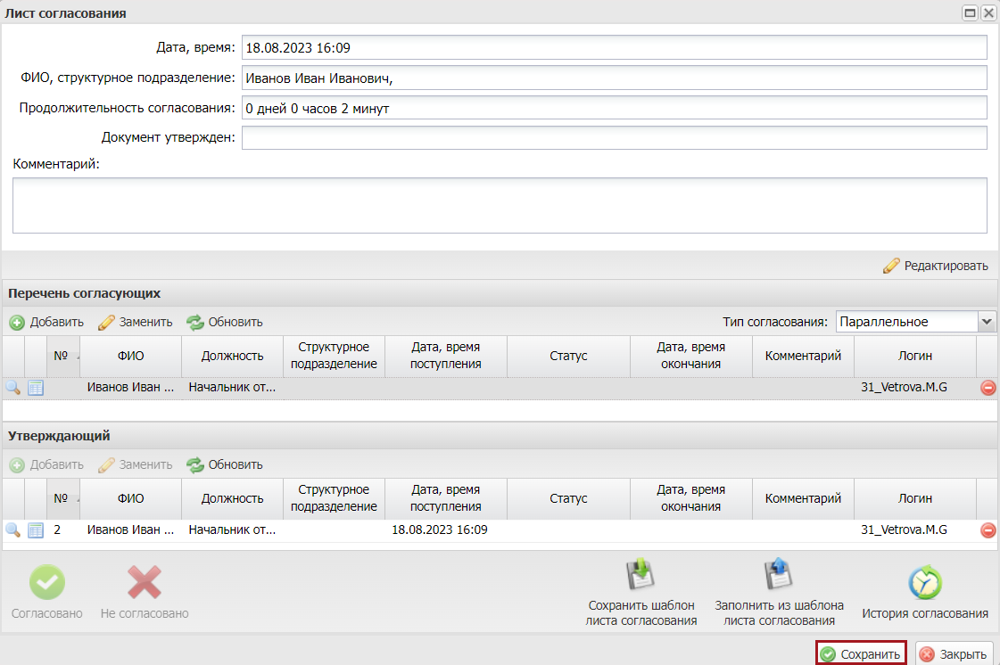 Лист согласования
Дата, время: 18.08.2023 16:09
ФИО, структурное подразделение: Иванов Иван Иванович,
Продолжительность согласования: 0 дней 0 часов 2 минут
Документ утвержден:
Комментарий:
Редактировать
Перечень согласующих
Добавить Заменить Обновить Тип согласования: Параллельное
№ ФИО Должность Структурное подразделение Дата, время поступления Статус Дата, время окончания Комментарий Логин
Иванов Иван ... Начальник от... 31_Vetrova.M.G
Утверждающий
Добавить Заменить Обновить
№ ФИО Должность Структурное подразделение Дата, время поступления Статус Дата, время окончания Комментарий Логин
2 Иванов Иван ... Начальник от... 18.08.2023 16:09 31_Vetrova.M.G
Согласовано Не согласовано Сохранить шаблон листа согласования Заполнить из шаблона листа согласования История согласования
Сохранить Закрыть